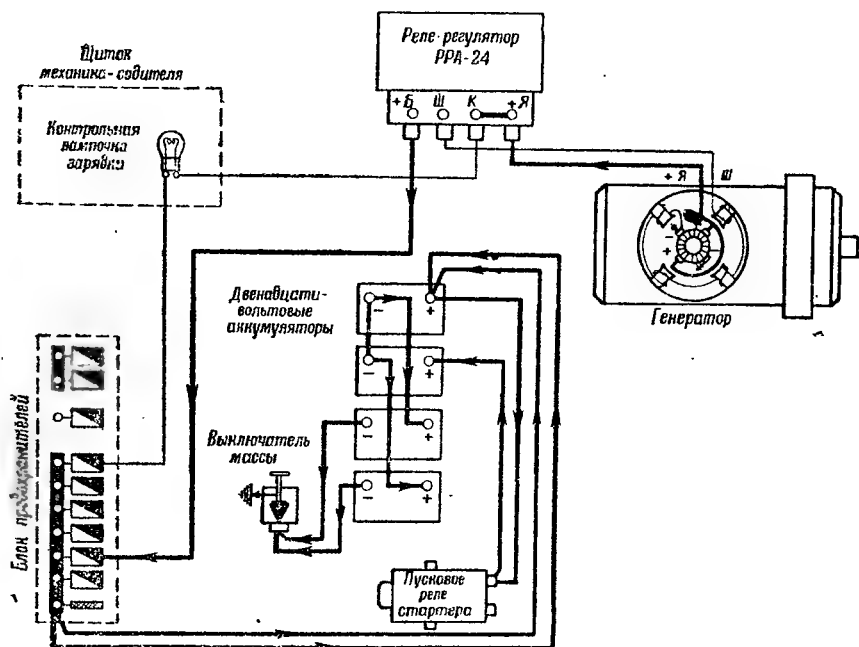 Щиток
механика-водителя
Контрольная
лампочка
зарядки
Реле-регулятор
РРА-24
+Б Ш К +Я
+Я Ш
-
+
Генератор
Двенадцати-
вольтовые
аккумуляторы
- +
- +
- +
- +
Выключатель
массы
Блок предохранителей
Пусковое
реле
стартера